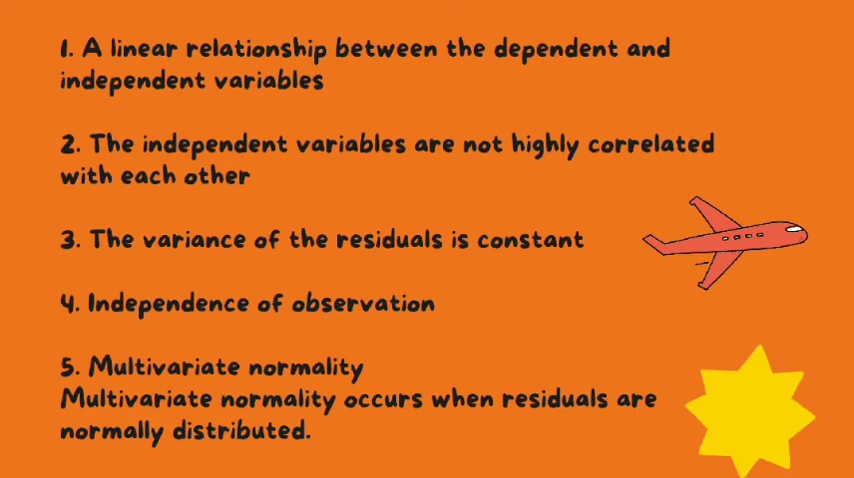 1. A linear relationship between the dependent and
independent variables
2. The independent variables are not highly correlated
with each other
3. The variance of the residuals is constant
4. Independence of observation
5. Multivariate normality
Multivariate normality occurs when residuals are
normally distributed.